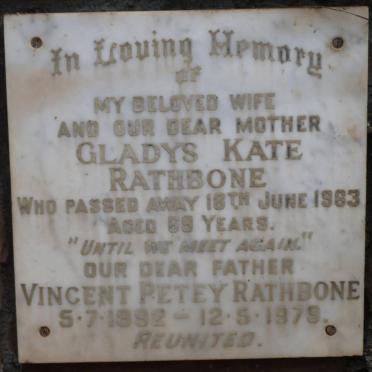 In Loving Memory
OF
MY BELOVED WIFE
AND OUR DEAR MOTHER
GLADYS KATE
RATHBONE
WHO PASSED AWAY 18TH JUNE 1963
AGED 69 YEARS.
"UNTIL WE MEET AGAIN."
OUR DEAR FATHER
VINCENT PETEY RATHBONE
5·7·1892 – 12·5·1979.
REUNITED.